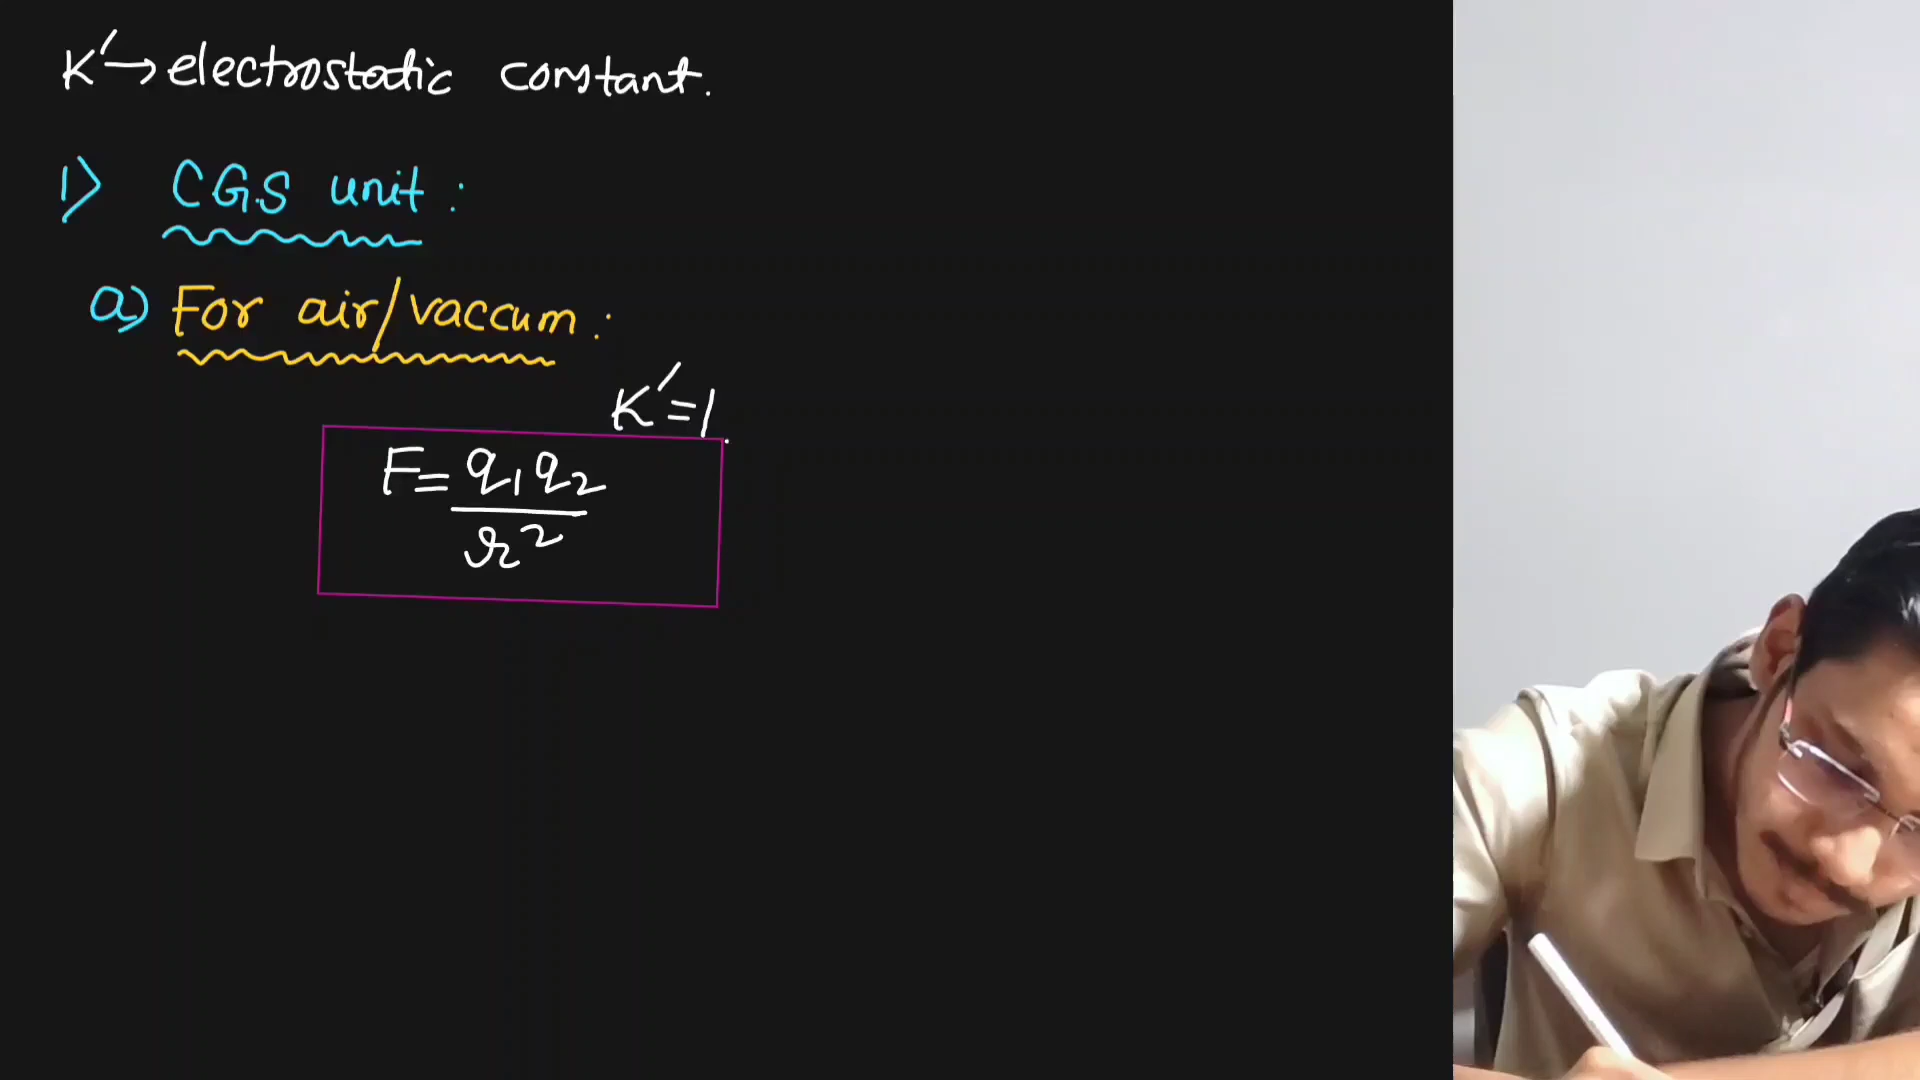 K′→electrostatic constant.
1) CGS unit :
a) For air/vaccum :
K′=1.
F= q₁q₂
r²